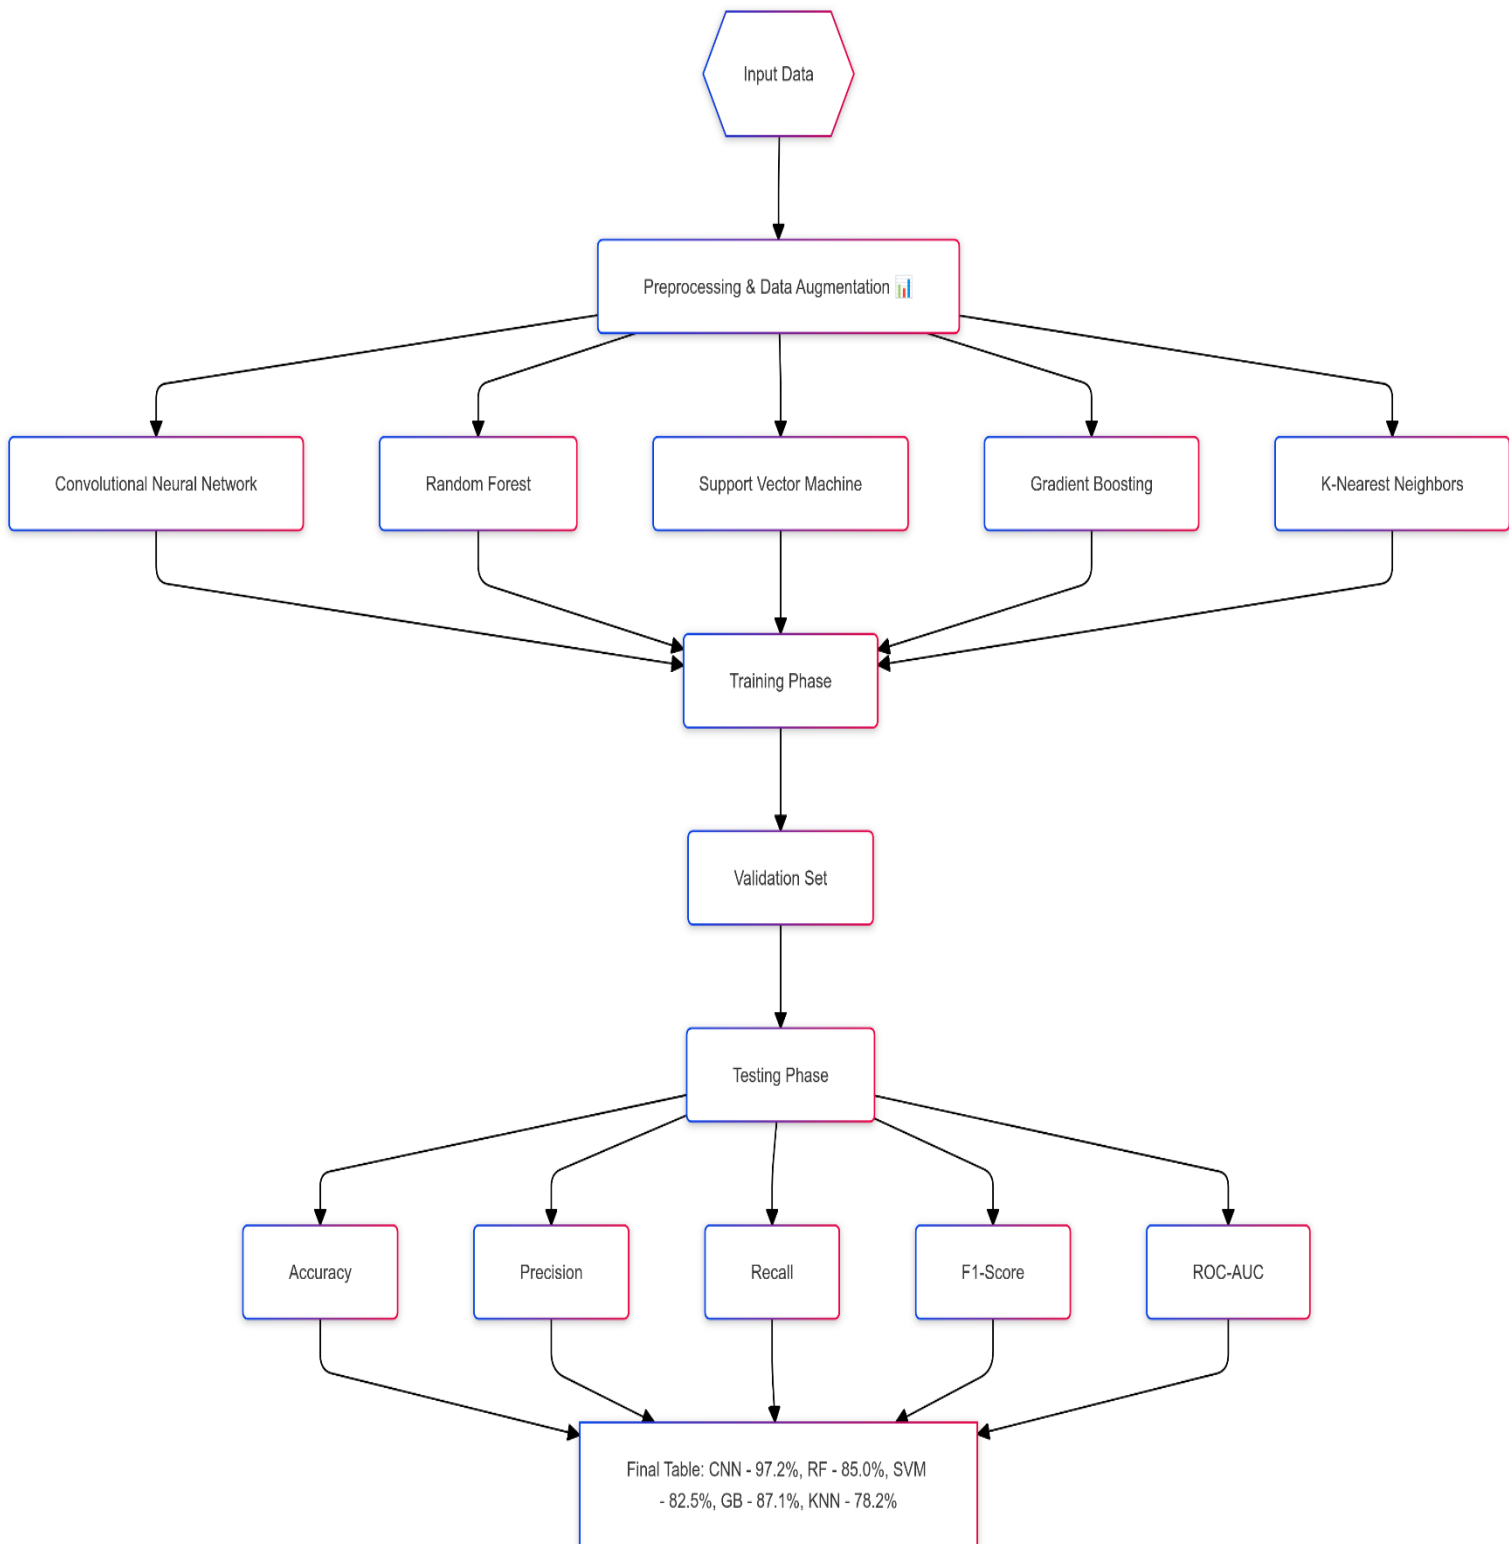 Input Data
Preprocessing & Data Augmentation 📊
Convolutional Neural Network
Random Forest
Support Vector Machine
Gradient Boosting
K-Nearest Neighbors
Training Phase
Validation Set
Testing Phase
Accuracy
Precision
Recall
F1-Score
ROC-AUC
Final Table: CNN - 97.2%, RF - 85.0%, SVM
- 82.5%, GB - 87.1%, KNN - 78.2%